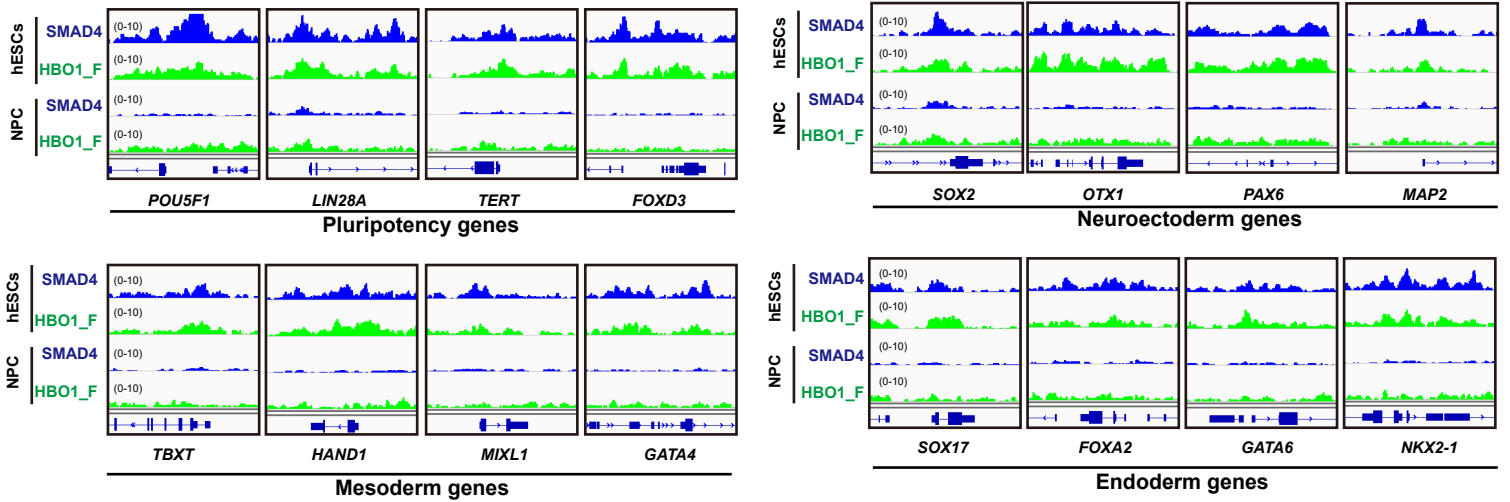 hESCs
SMAD4
(0-10)
HBO1_F
(0-10)
NPC
SMAD4
(0-10)
HBO1_F
(0-10)
POU5F1 LIN28A TERT FOXD3
Pluripotency genes
hESCs
SMAD4
(0-10)
HBO1_F
(0-10)
NPC
SMAD4
(0-10)
HBO1_F
(0-10)
SOX2 OTX1 PAX6 MAP2
Neuroectoderm genes
hESCs
SMAD4
(0-10)
HBO1_F
(0-10)
NPC
SMAD4
(0-10)
HBO1_F
(0-10)
TBXT HAND1 MIXL1 GATA4
Mesoderm genes
hESCs
SMAD4
(0-10)
HBO1_F
(0-10)
NPC
SMAD4
(0-10)
HBO1_F
(0-10)
SOX17 FOXA2 GATA6 NKX2-1
Endoderm genes